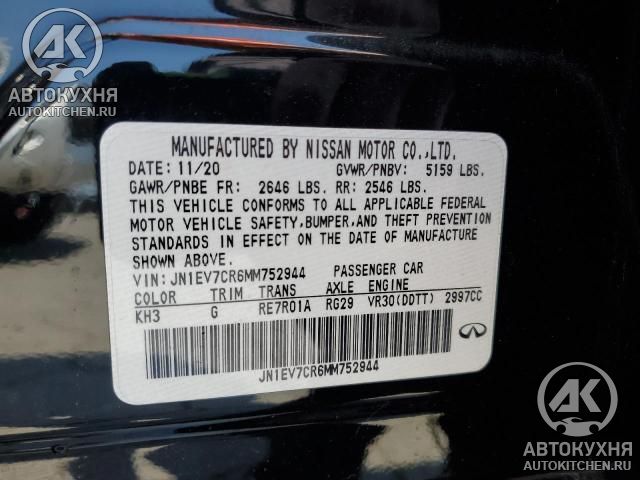 АК
АВТОКУХНЯ
AUTOKITCHEN.RU
MANUFACTURED BY NISSAN MOTOR CO.,LTD.
DATE: 11/20 GVWR/PNBV: 5159 LBS.
GAWR/PNBE FR: 2646 LBS. RR: 2546 LBS.
THIS VEHICLE CONFORMS TO ALL APPLICABLE FEDERAL
MOTOR VEHICLE SAFETY, BUMPER, AND THEFT PREVENTION
STANDARDS IN EFFECT ON THE DATE OF MANUFACTURE
SHOWN ABOVE.
VIN: JN1EV7CR6MM752944 PASSENGER CAR
COLOR TRIM TRANS AXLE ENGINE
KH3 G RE7R01A RG29 VR30(DDTT) 2997CC
JN1EV7CR6MM752944
АК
АВТОКУХНЯ
AUTOKITCHEN.RU